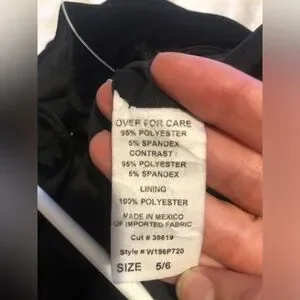 OVER FOR CARE
95% POLYESTER
5% SPANDEX
CONTRAST:
95% POLYESTER
5% SPANDEX
LINING
100% POLYESTER
MADE IN MEXICO
OF IMPORTED FABRIC
Cut # 38619
Style # W196P720
SIZE 5/6